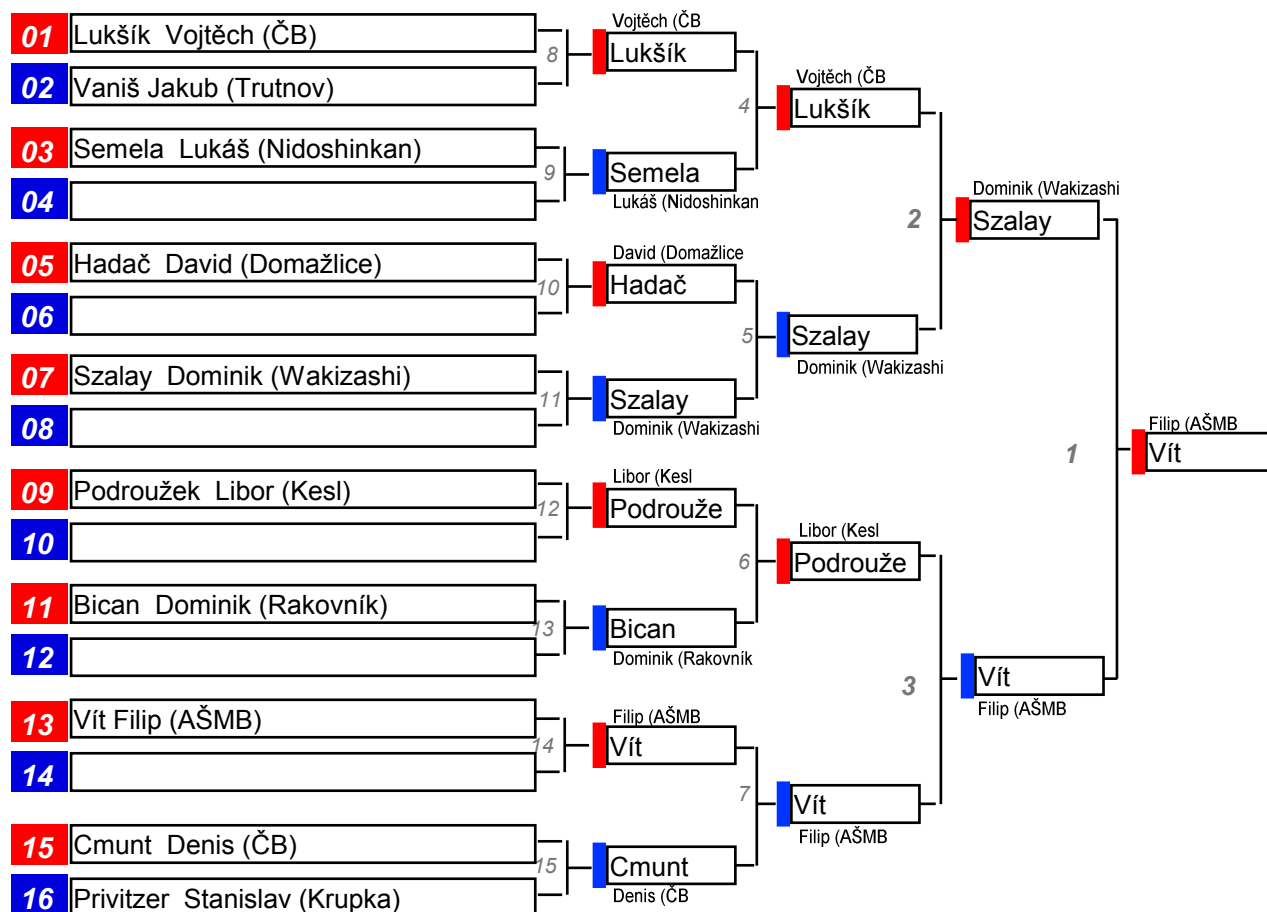 01 Lukšík Vojtěch (ČB)
02 Vaniš Jakub (Trutnov)
03 Semela Lukáš (Nidoshinkan)
04
05 Hadač David (Domažlice)
06
07 Szalay Dominik (Wakizashi)
08
09 Podroužek Libor (Kesl)
10
11 Bican Dominik (Rakovník)
12
13 Vít Filip (AŠMB)
14
15 Cmunt Denis (ČB)
16 Privitzer Stanislav (Krupka)
8
9
10
11
12
13
14
15
Vojtěch (ČB
Lukšík
Semela
Lukáš (Nidoshinkan
David (Domažlice
Hadač
Szalay
Dominik (Wakizashi
Libor (Kesl
Podrouže
Bican
Dominik (Rakovník
Filip (AŠMB
Vít
Cmunt
Denis (ČB
4
5
6
7
Vojtěch (ČB
Lukšík
Szalay
Dominik (Wakizashi
Libor (Kesl
Podrouže
Vít
Filip (AŠMB
2
3
Dominik (Wakizashi
Szalay
Vít
Filip (AŠMB
1
Filip (AŠMB
Vít